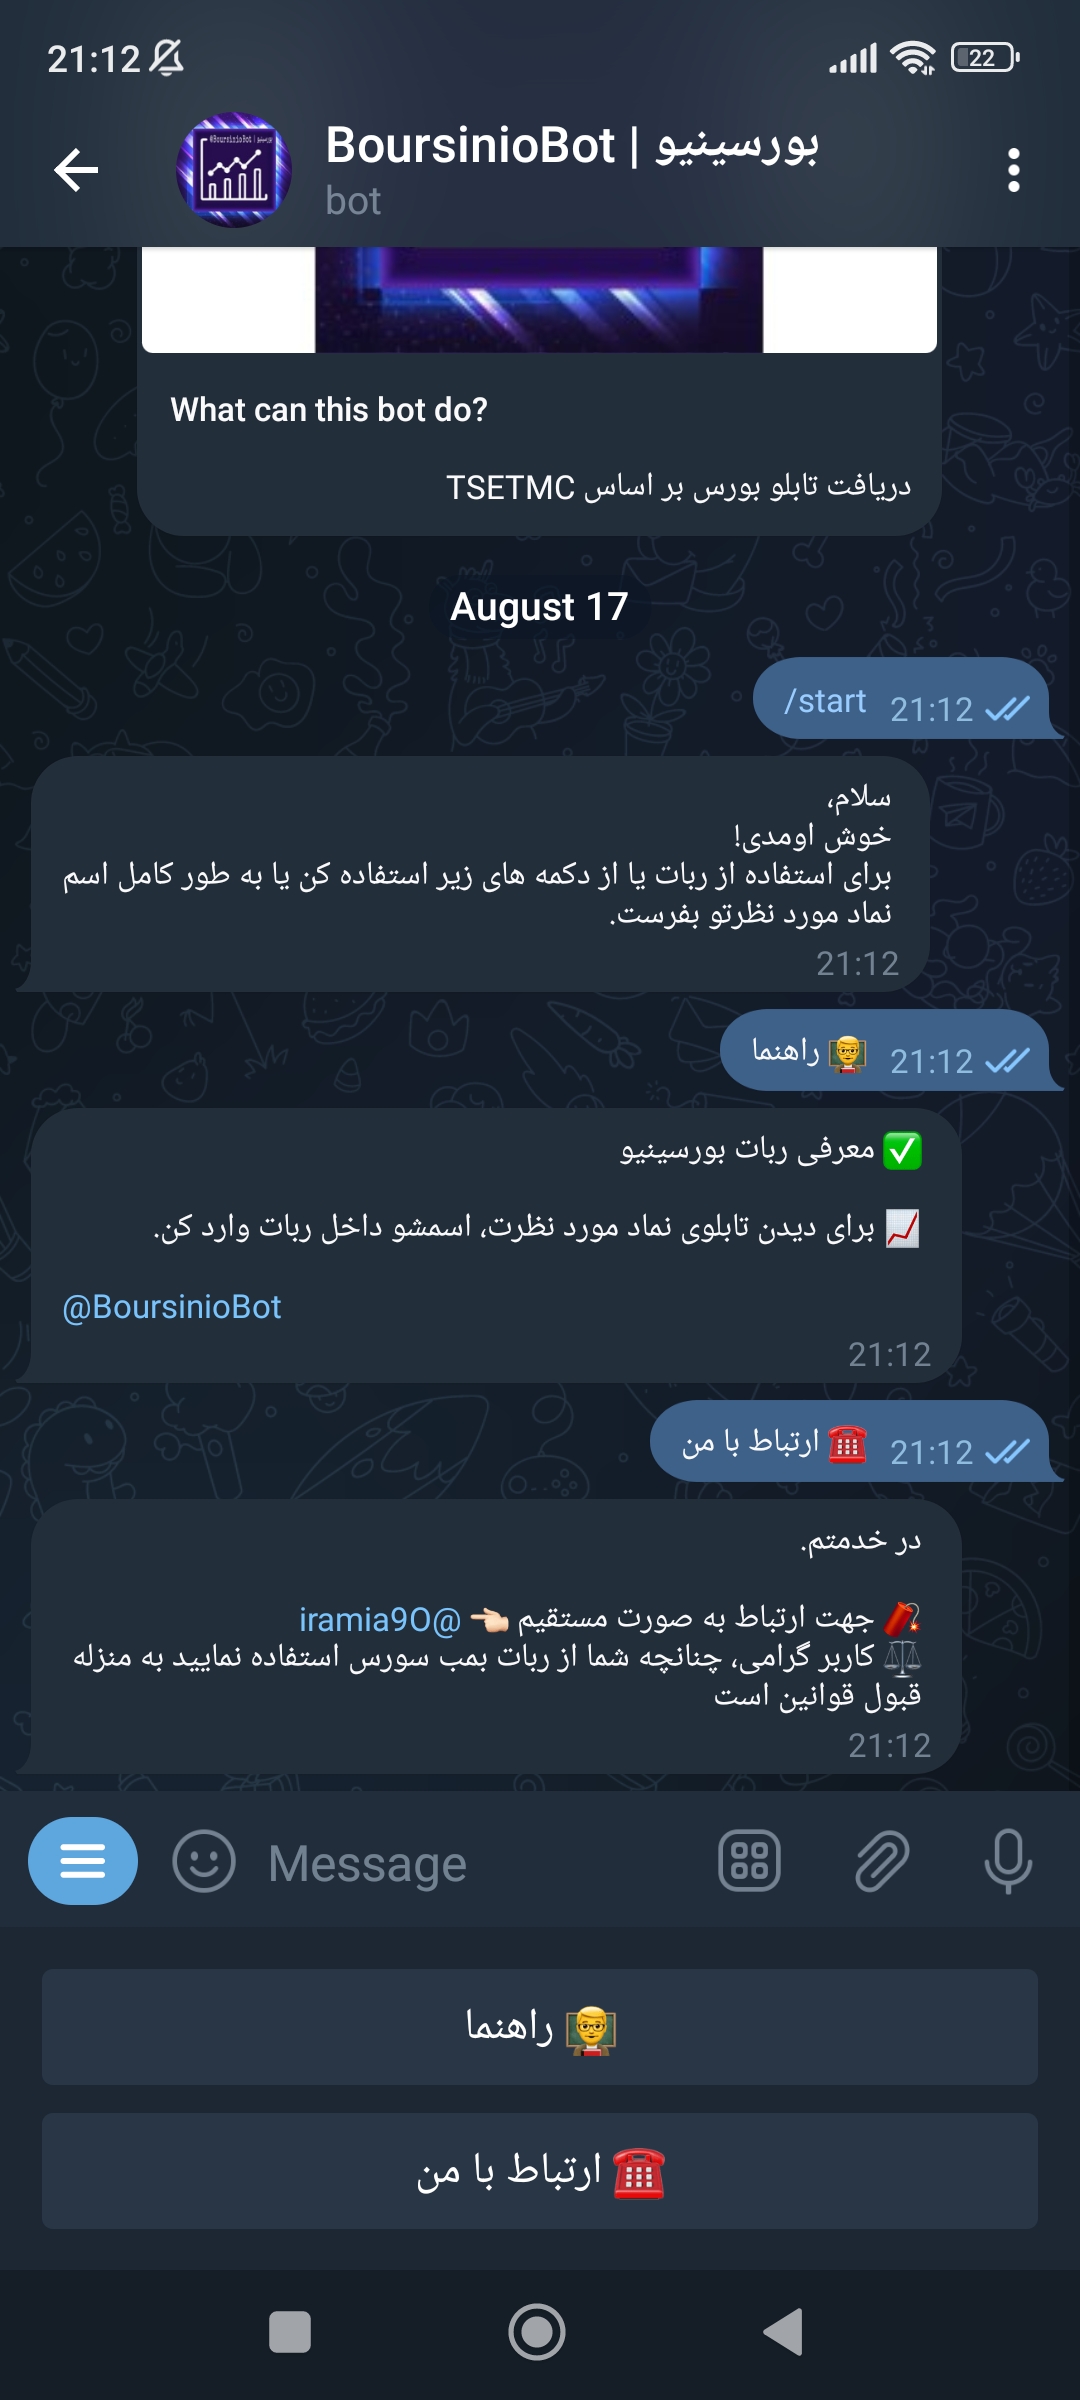 21:12
22
BoursinioBot | بورسینیو
bot
What can this bot do?
دریافت تابلو بورس بر اساس TSETMC
August 17
/start 21:12
سلام،
خوش اومدی!
برای استفاده از ربات یا از دکمه های زیر استفاده کن یا به طور کامل اسم
نماد مورد نظرتو بفرست.
21:12
👨‍🏫 راهنما 21:12
✅ معرفی ربات بورسینیو
📈 برای دیدن تابلوی نماد مورد نظرت، اسمشو داخل ربات وارد کن.
@BoursinioBot
21:12
☎️ ارتباط با من 21:12
در خدمتم.
🧨 جهت ارتباط به صورت مستقیم 👈🏻 @iramia9O
⚖️ کاربر گرامی، چنانچه شما از ربات بمب سورس استفاده نمایید به منزله
قبول قوانین است
21:12
Message
👨‍🏫 راهنما
☎️ ارتباط با من